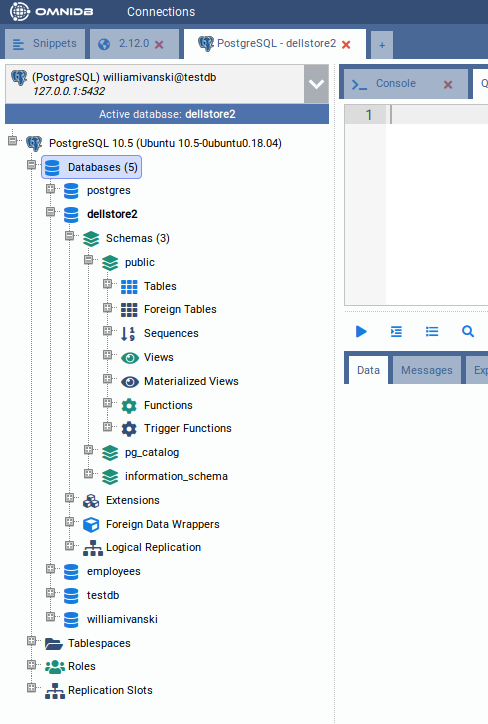 OMNIDB Connections
Snippets 2.12.0 PostgreSQL - dellstore2 +
(PostgreSQL) williamivanski@testdb
127.0.0.1:5432
Active database: dellstore2
PostgreSQL 10.5 (Ubuntu 10.5-0ubuntu0.18.04)
Databases (5)
postgres
dellstore2
Schemas (3)
public
Tables
Foreign Tables
Sequences
Views
Materialized Views
Functions
Trigger Functions
pg_catalog
information_schema
Extensions
Foreign Data Wrappers
Logical Replication
employees
testdb
williamivanski
Tablespaces
Roles
Replication Slots
Console Q
1
Data Messages Exp